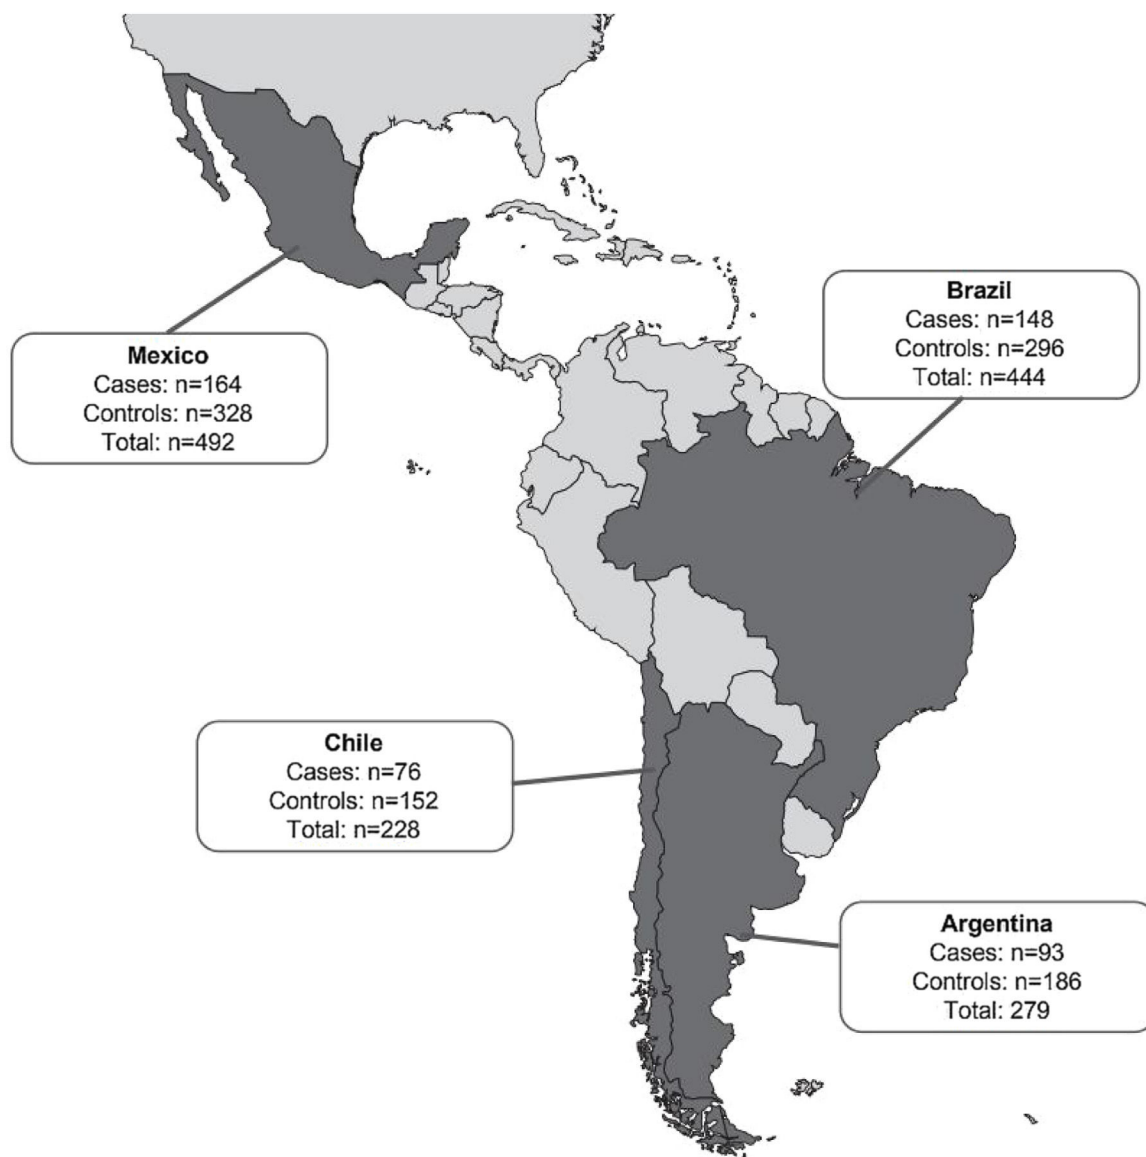 Brazil
Cases: n=148
Controls: n=296
Total: n=444
Mexico
Cases: n=164
Controls: n=328
Total: n=492
Chile
Cases: n=76
Controls: n=152
Total: n=228
Argentina
Cases: n=93
Controls: n=186
Total: 279